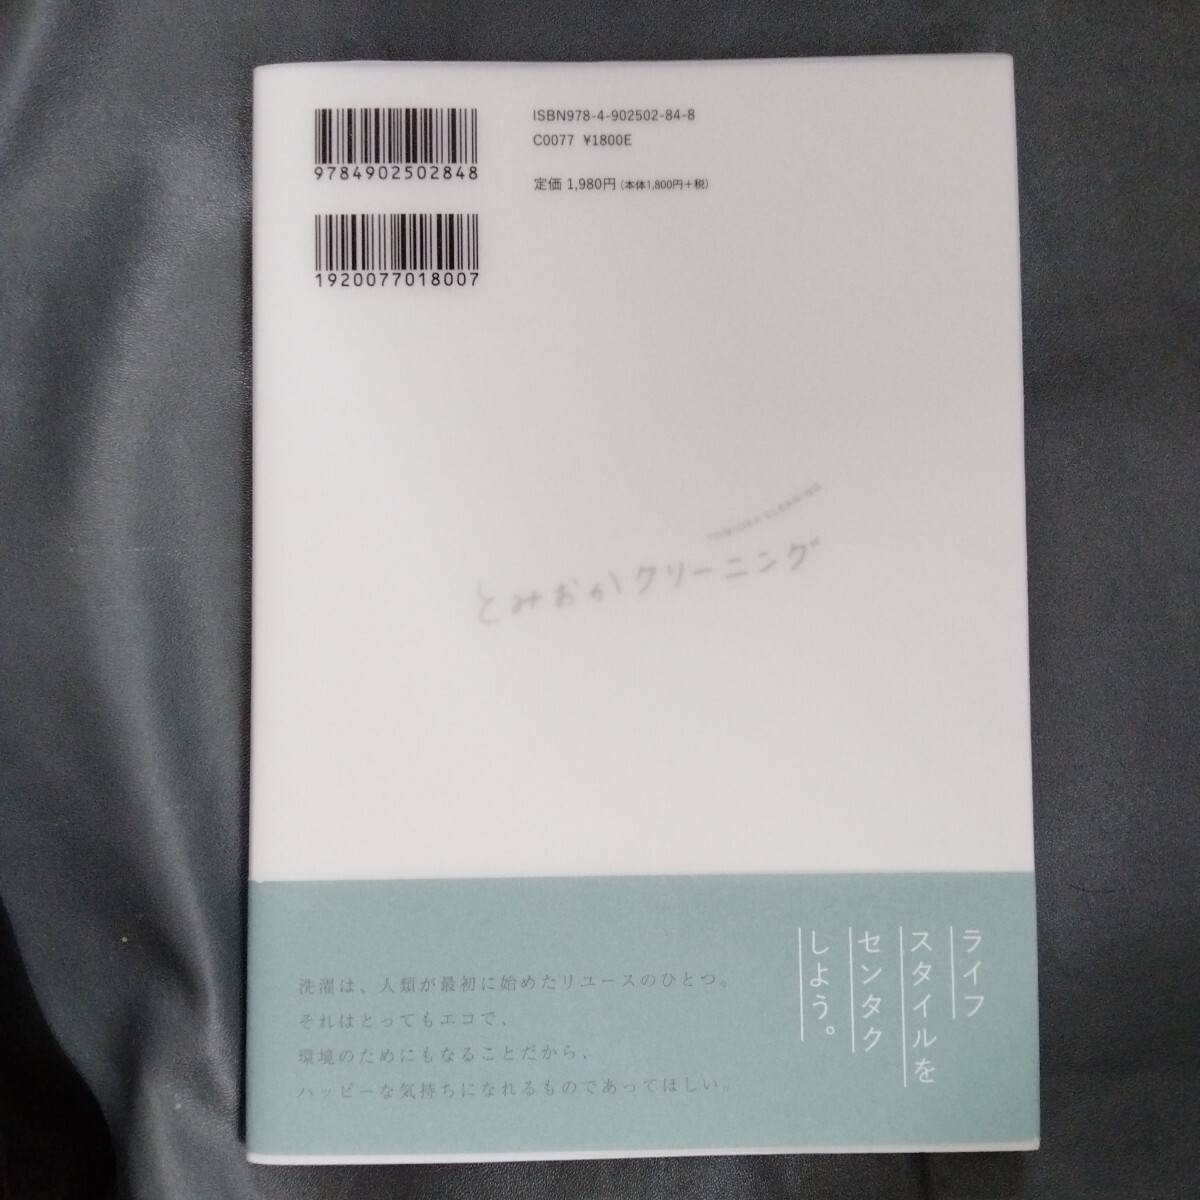 ISBN978-4-902502-84-8
C0077 ¥1800E
定価 1,980円(本体1,800円+税)
9784902502848
1920077018007
TOMIOKA CLEANING
とみおかクリーニング
ライフ
スタイルを
センタク
しよう。
洗濯は、人類が最初に始めたリユースのひとつ。
それはとってもエコで、
環境のためにもなることだから、
ハッピーな気持ちになれるものであってほしい。